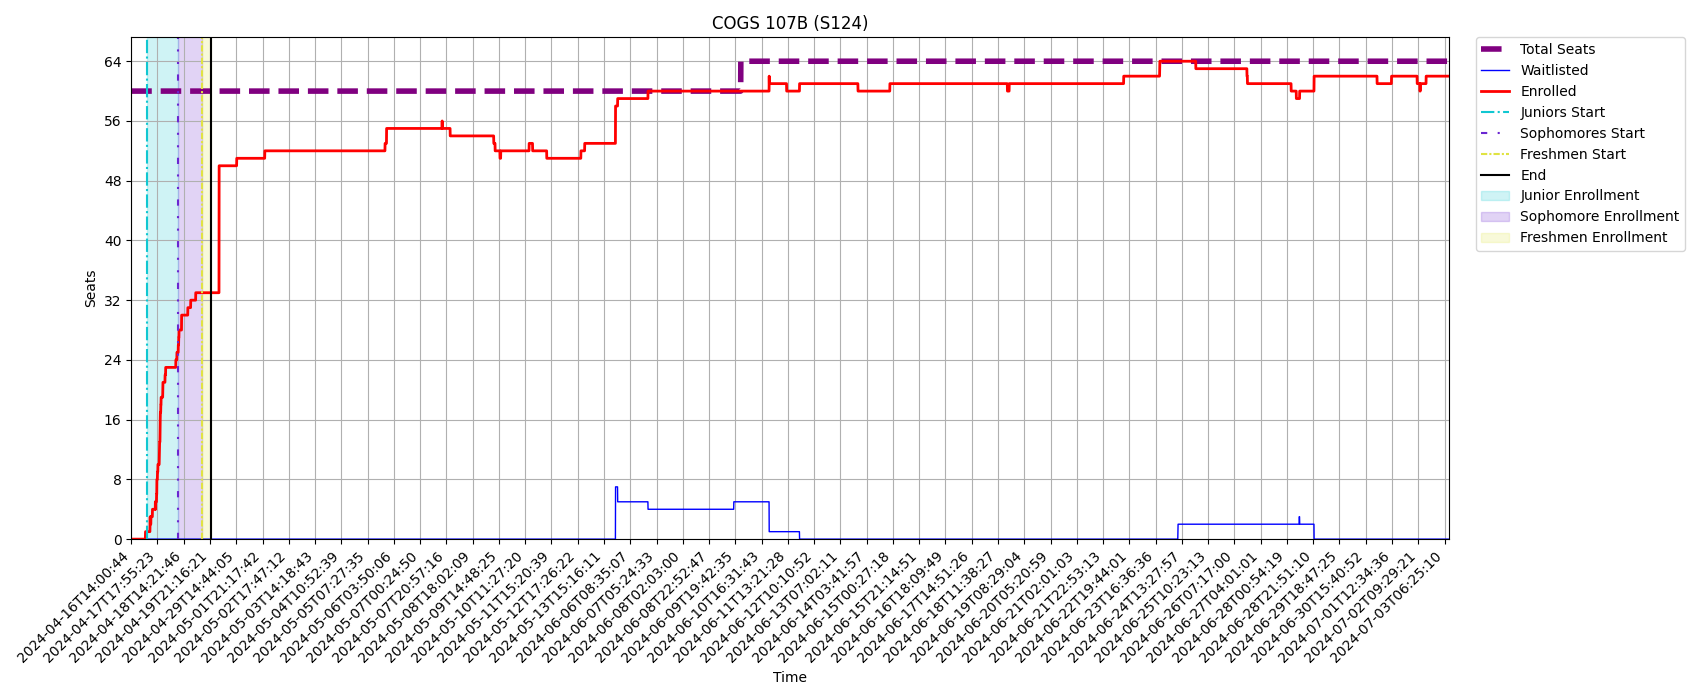 COGS 107B (S124)
64
56
48
40
32
24
16
8
0
Seats
2024-04-16T14:00:44
2024-04-17T17:55:23
2024-04-18T14:21:46
2024-04-19T21:16:21
2024-04-29T14:44:05
2024-05-01T21:17:42
2024-05-02T17:47:12
2024-05-03T14:18:43
2024-05-04T10:52:39
2024-05-05T07:27:35
2024-05-06T03:50:06
2024-05-07T00:24:50
2024-05-07T20:57:16
2024-05-08T18:02:09
2024-05-09T14:48:25
2024-05-10T11:27:20
2024-05-11T15:20:39
2024-05-12T17:26:22
2024-05-13T15:16:11
2024-06-06T08:35:07
2024-06-07T05:24:33
2024-06-08T02:03:00
2024-06-08T22:52:47
2024-06-09T19:42:35
2024-06-10T16:31:43
2024-06-11T13:21:28
2024-06-12T10:10:52
2024-06-13T07:02:11
2024-06-14T03:41:57
2024-06-15T00:27:18
2024-06-15T21:14:51
2024-06-16T18:09:49
2024-06-17T14:51:26
2024-06-18T11:38:27
2024-06-19T08:29:04
2024-06-20T05:20:59
2024-06-21T02:01:03
2024-06-21T22:53:13
2024-06-22T19:44:01
2024-06-23T16:36:36
2024-06-24T13:27:57
2024-06-25T10:23:13
2024-06-26T07:17:00
2024-06-27T04:01:01
2024-06-28T00:54:19
2024-06-28T21:51:10
2024-06-29T18:47:25
2024-06-30T15:40:52
2024-07-01T12:34:36
2024-07-02T09:29:21
2024-07-03T06:25:10
Time
Total Seats
Waitlisted
Enrolled
Juniors Start
Sophomores Start
Freshmen Start
End
Junior Enrollment
Sophomore Enrollment
Freshmen Enrollment